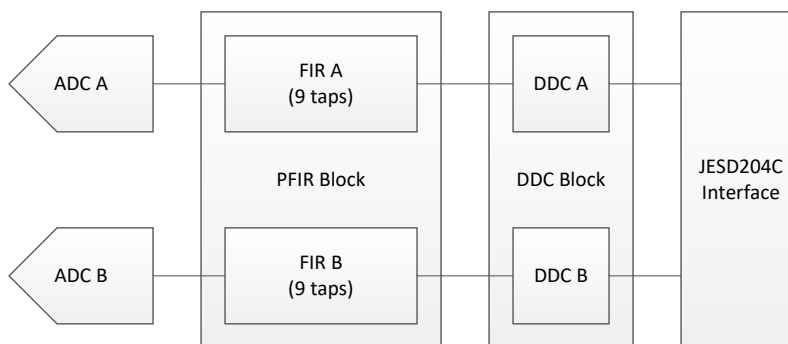 ADC A
FIR A
(9 taps)
DDC A
PFIR Block
DDC Block
JESD204C
Interface
ADC B
FIR B
(9 taps)
DDC B